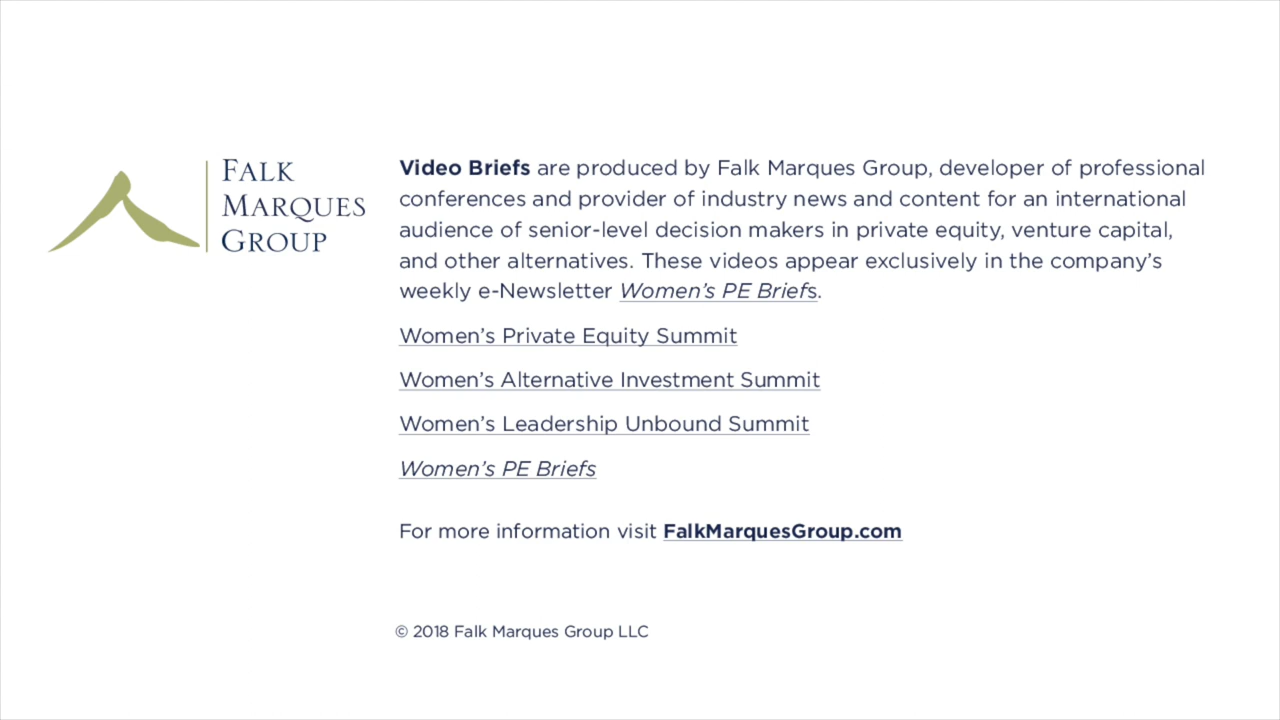 FALK
MARQUES
GROUP
Video Briefs are produced by Falk Marques Group, developer of professional
conferences and provider of industry news and content for an international
audience of senior-level decision makers in private equity, venture capital,
and other alternatives. These videos appear exclusively in the company’s
weekly e-Newsletter Women’s PE Briefs.
Women’s Private Equity Summit
Women’s Alternative Investment Summit
Women’s Leadership Unbound Summit
Women’s PE Briefs
For more information visit FalkMarquesGroup.com
© 2018 Falk Marques Group LLC